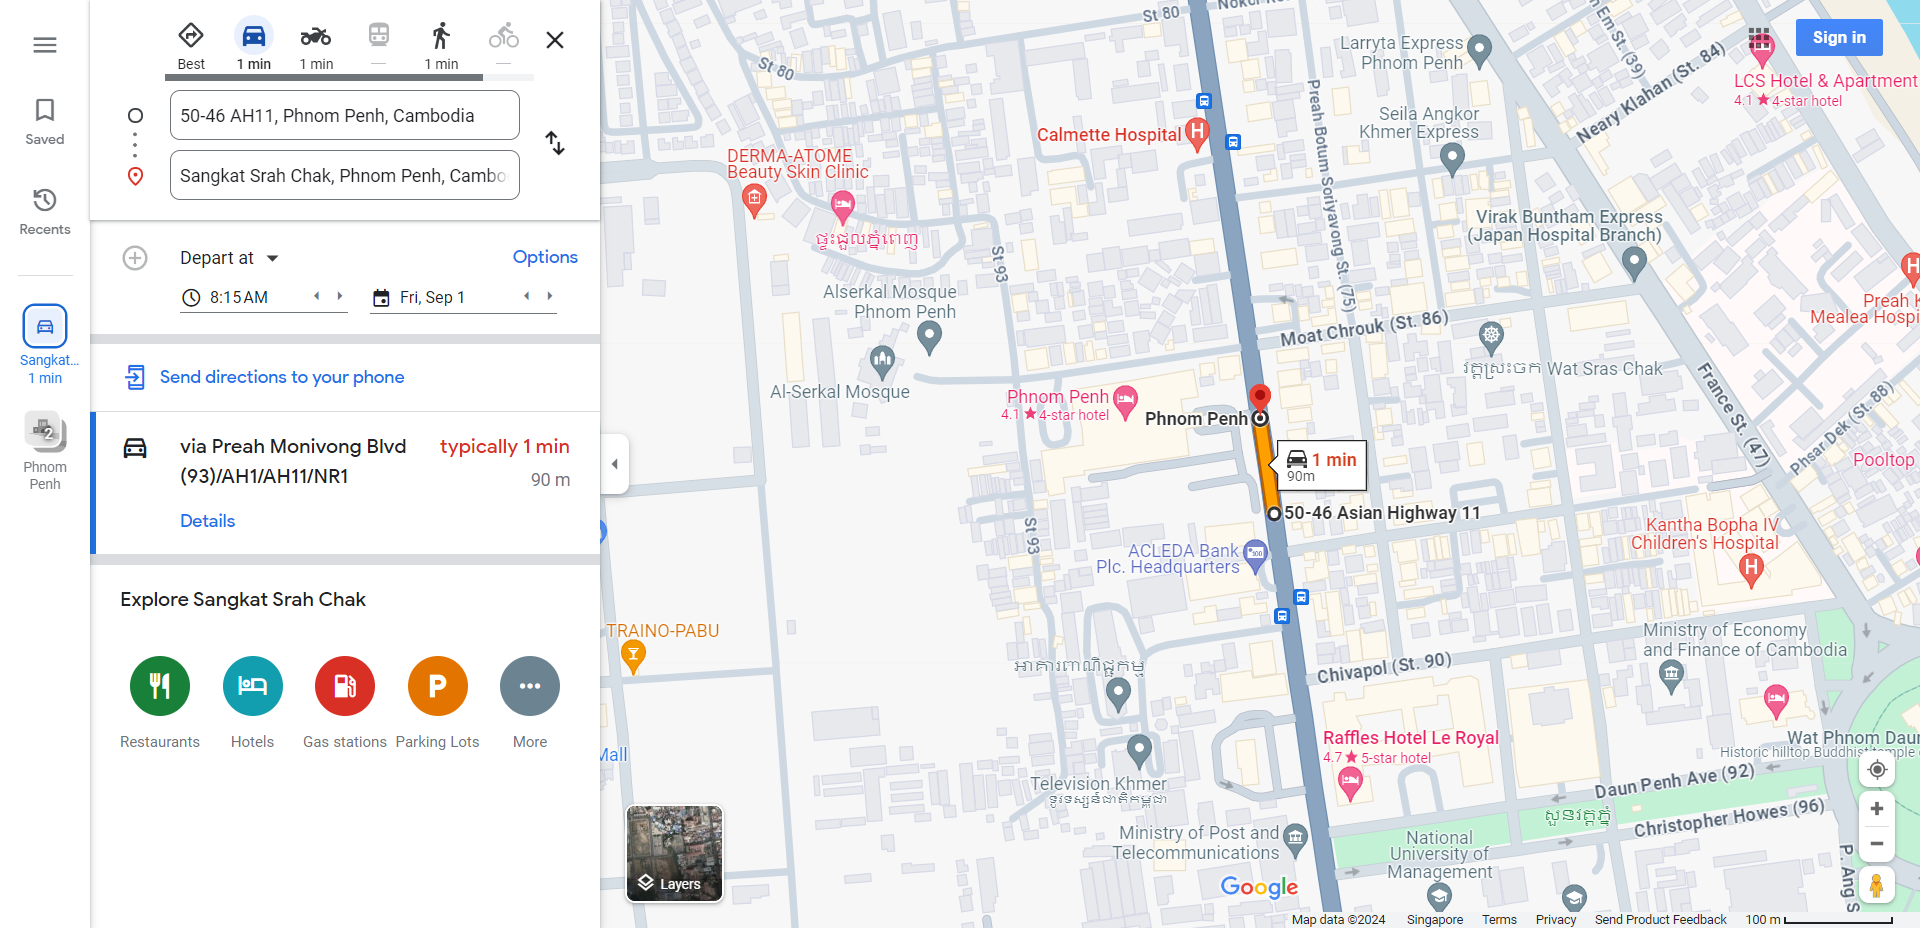 Saved
Recents
Sangkat...
1 min
2
Phnom
Penh
Best
1 min
1 min
—
1 min
—
50-46 AH11, Phnom Penh, Cambodia
Sangkat Srah Chak, Phnom Penh, Cambo
Depart at
Options
8:15 AM
Fri, Sep 1
Send directions to your phone
via Preah Monivong Blvd
(93)/AH1/AH11/NR1
typically 1 min
90 m
Details
Explore Sangkat Srah Chak
Restaurants
Hotels
Gas stations
P
Parking Lots
More
Sign in
St 80
St 80
Larryta Express
Phnom Penh
Em St. (39)
Neary Klahan (St. 84)
LCS Hotel & Apartment
4.1 ★ 4-star hotel
Seila Angkor
Khmer Express
Preah Botum Soriyavong St. (75)
Calmette Hospital
H
DERMA-ATOME
Beauty Skin Clinic
ផ្ទះជួលភ្នំពេញ
St 93
Virak Buntham Express
(Japan Hospital Branch)
H
Preah K
Mealea Hospi
Alserkal Mosque
Phnom Penh
Moat Chrouk (St. 86)
វត្តស្រះចក Wat Sras Chak
Al-Serkal Mosque
France St. (47)
Phsar Dek (St. 88)
Phnom Penh
4.1 ★ 4-star hotel
Phnom Penh
1 min
90m
Pooltop
50-46 Asian Highway 11
St 93
Kantha Bopha IV
Children's Hospital
H
ACLEDA Bank
Plc. Headquarters
TRAINO-PABU
Ministry of Economy
and Finance of Cambodia
អាគារពាណិជ្ជកម្ម
Chivapol (St. 90)
Raffles Hotel Le Royal
4.7 ★ 5-star hotel
Wat Phnom Daun
Historic hilltop Buddhist temple
Mall
Television Khmer
ទូរទស្សន៍ជាតិកម្ពុជា
Daun Penh Ave (92)
សួនវត្តភ្នំ
Christopher Howes (96)
Ministry of Post and
Telecommunications
National
University of
Management
P. Ang S
Layers
Google
Map data ©2024
Singapore
Terms
Privacy
Send Product Feedback
100 m